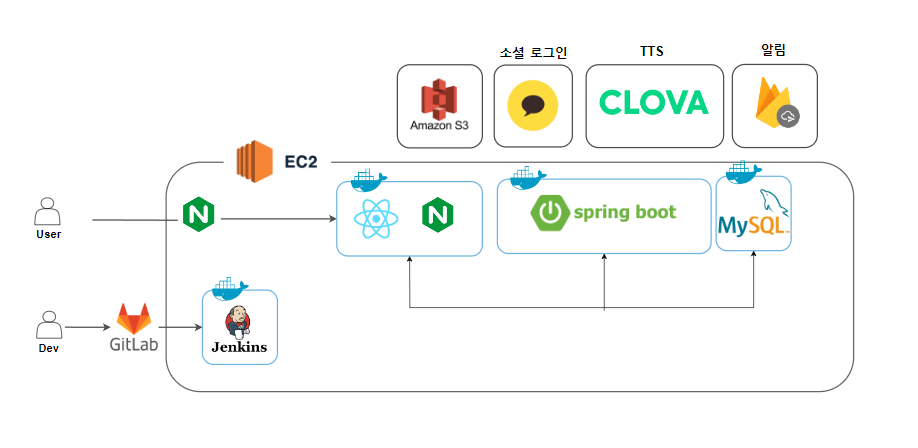 소셜 로그인
TTS
알림
Amazon S3
CLOVA
EC2
User
spring boot
MySQL
Dev
GitLab
Jenkins